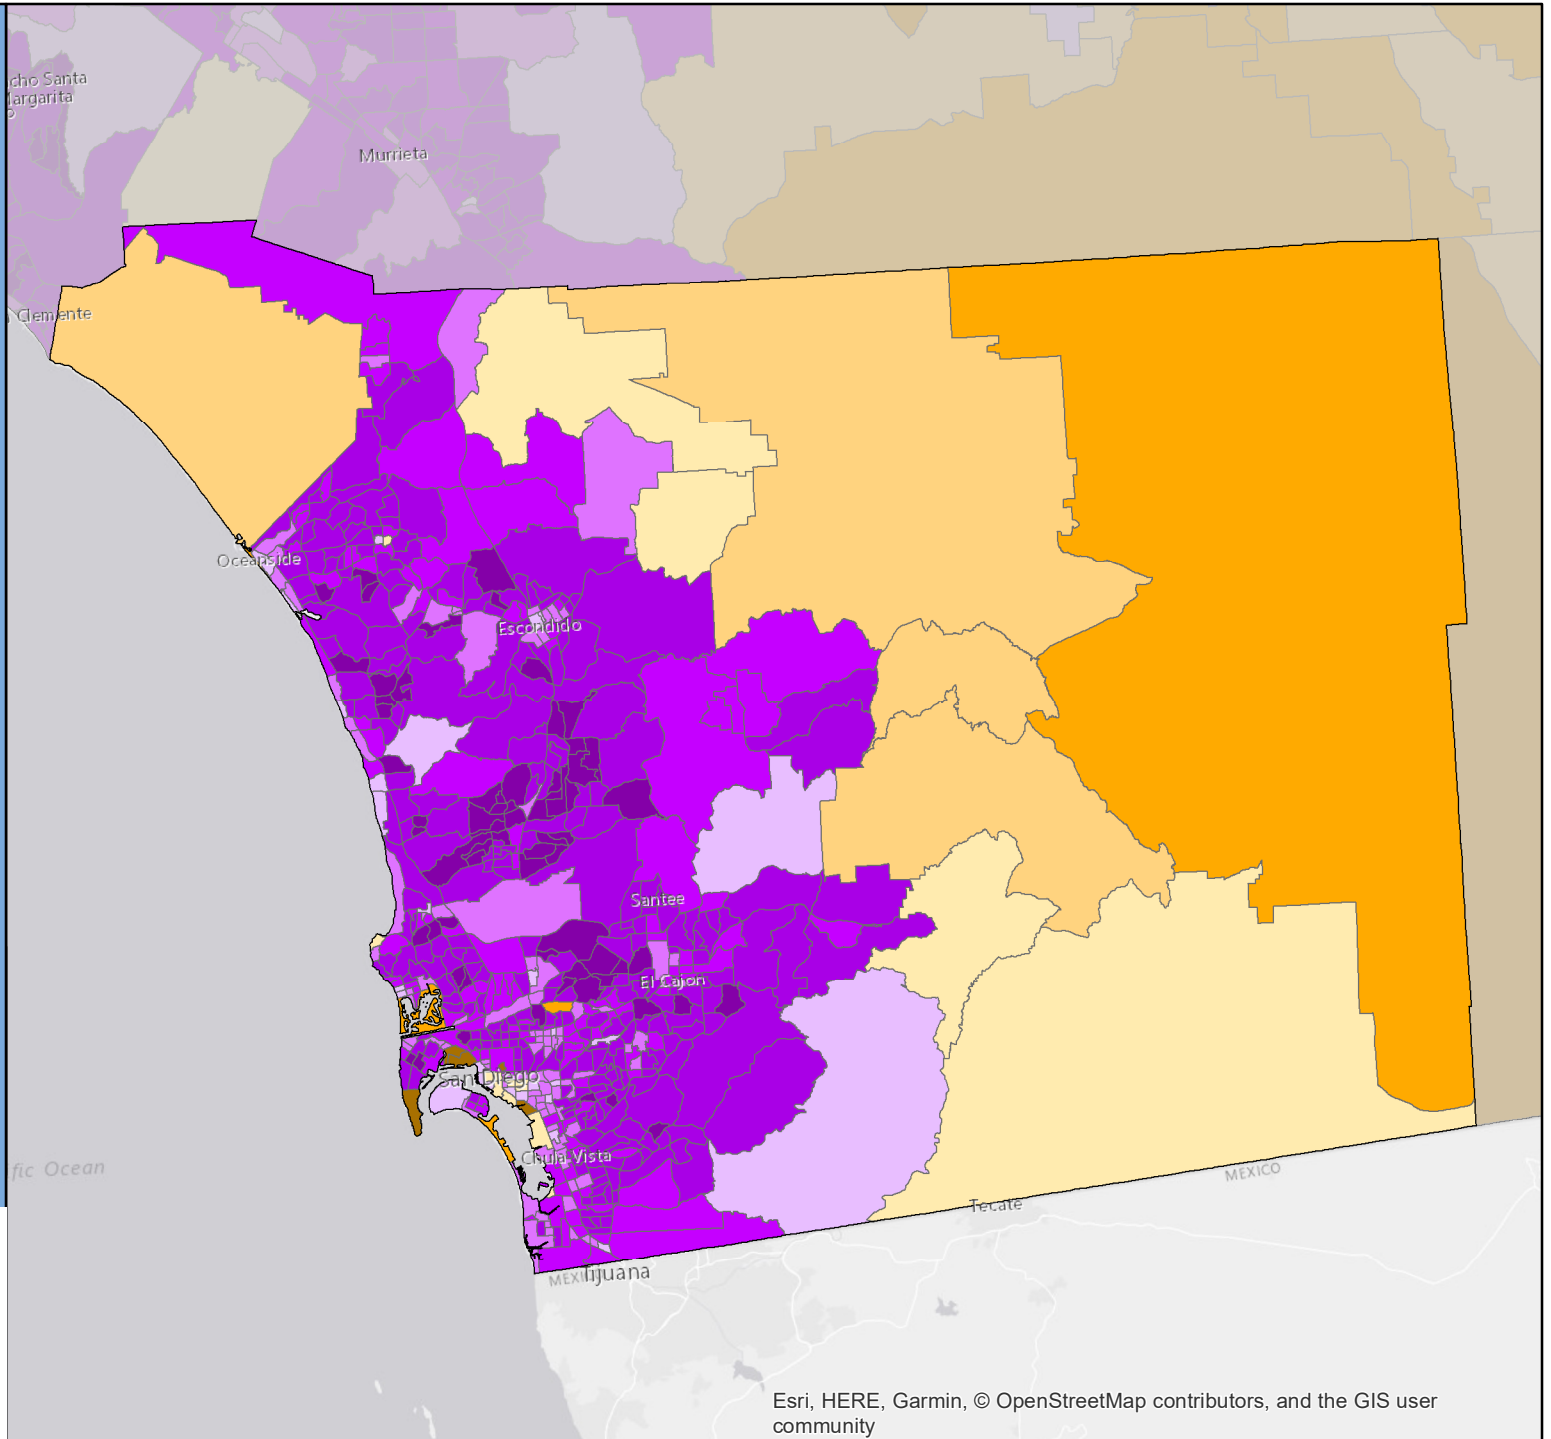 cho Santa
Margarita
Murrieta
Clemente
Oceanside
Escondido
Santee
El Cajon
San Diego
Chula Vista
fic Ocean
MEXICO
Tecate
Tijuana
Esri, HERE, Garmin, © OpenStreetMap contributors, and the GIS user
community